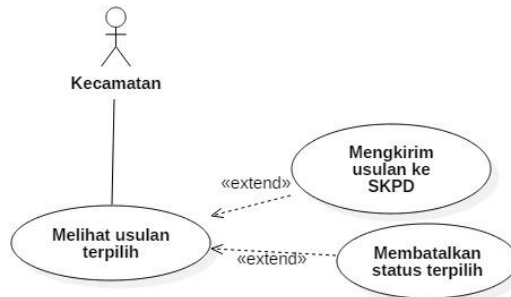 Kecamatan
Mengkirim
usulan ke
SKPD
«extend»
Melihat usulan
terpilih
«extend»
Membatalkan
status terpilih